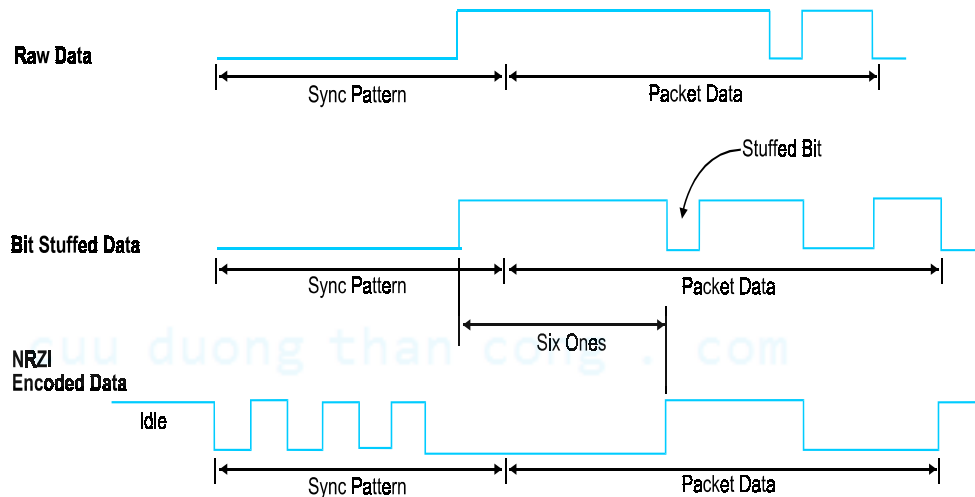 Raw Data
Sync Pattern
Packet Data
Stuffed Bit
Bit Stuffed Data
Sync Pattern
Packet Data
Six Ones
cuu duong than cong . com
NRZI
Encoded Data
Idle
Sync Pattern
Packet Data